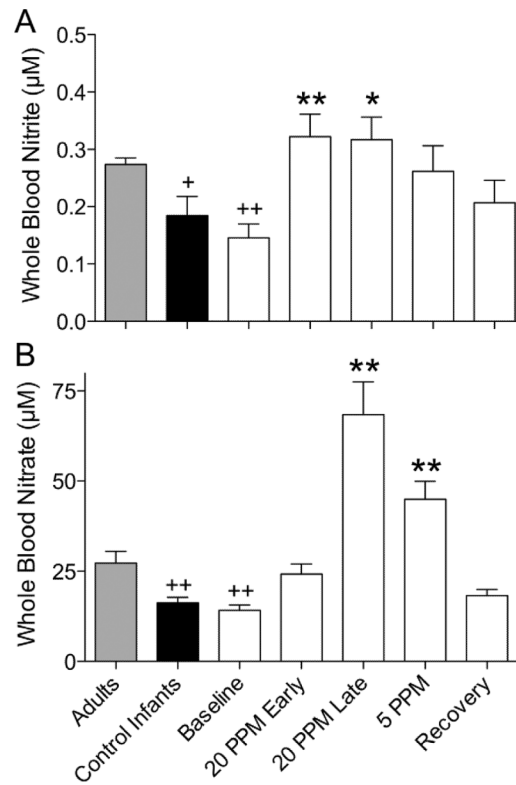 A
Whole Blood Nitrite (µM)
0.5
0.4
0.3
0.2
0.1
0.0
+
++
**
*
B
Whole Blood Nitrate (µM)
75
50
25
0
++
++
**
**
Adults
Control Infants
Baseline
20 PPM Early
20 PPM Late
5 PPM
Recovery